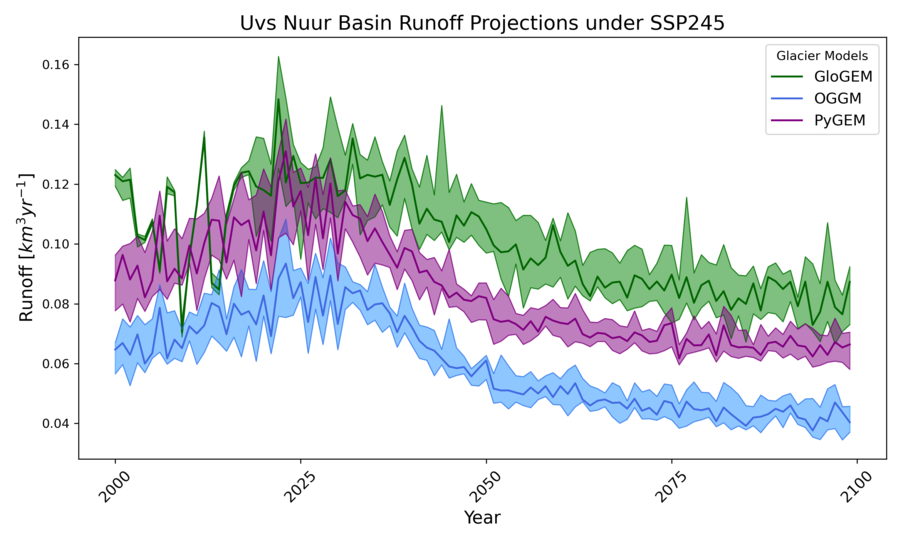 Uvs Nuur Basin Runoff Projections under SSP245
Glacier Models
GloGEM
OGGM
PyGEM
Runoff [km³yr⁻¹]
0.16
0.14
0.12
0.10
0.08
0.06
0.04
2000
2025
2050
2075
2100
Year